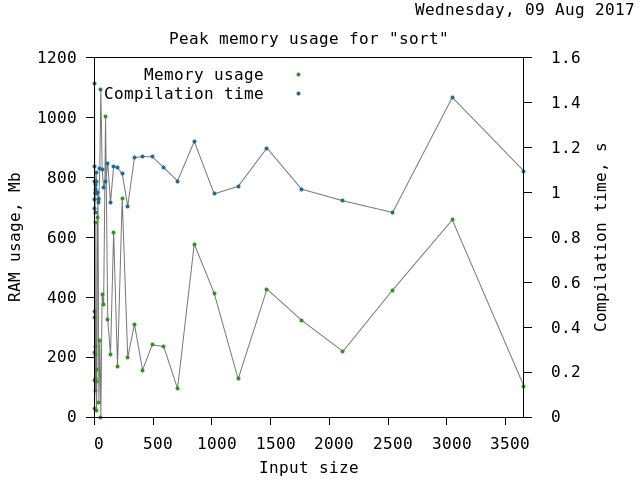 Wednesday, 09 Aug 2017
Peak memory usage for "sort"
Memory usage
Compilation time
RAM usage, Mb
1200
1000
800
600
400
200
0
Compilation time, s
1.6
1.4
1.2
1
0.8
0.6
0.4
0.2
0
0 500 1000 1500 2000 2500 3000 3500
Input size